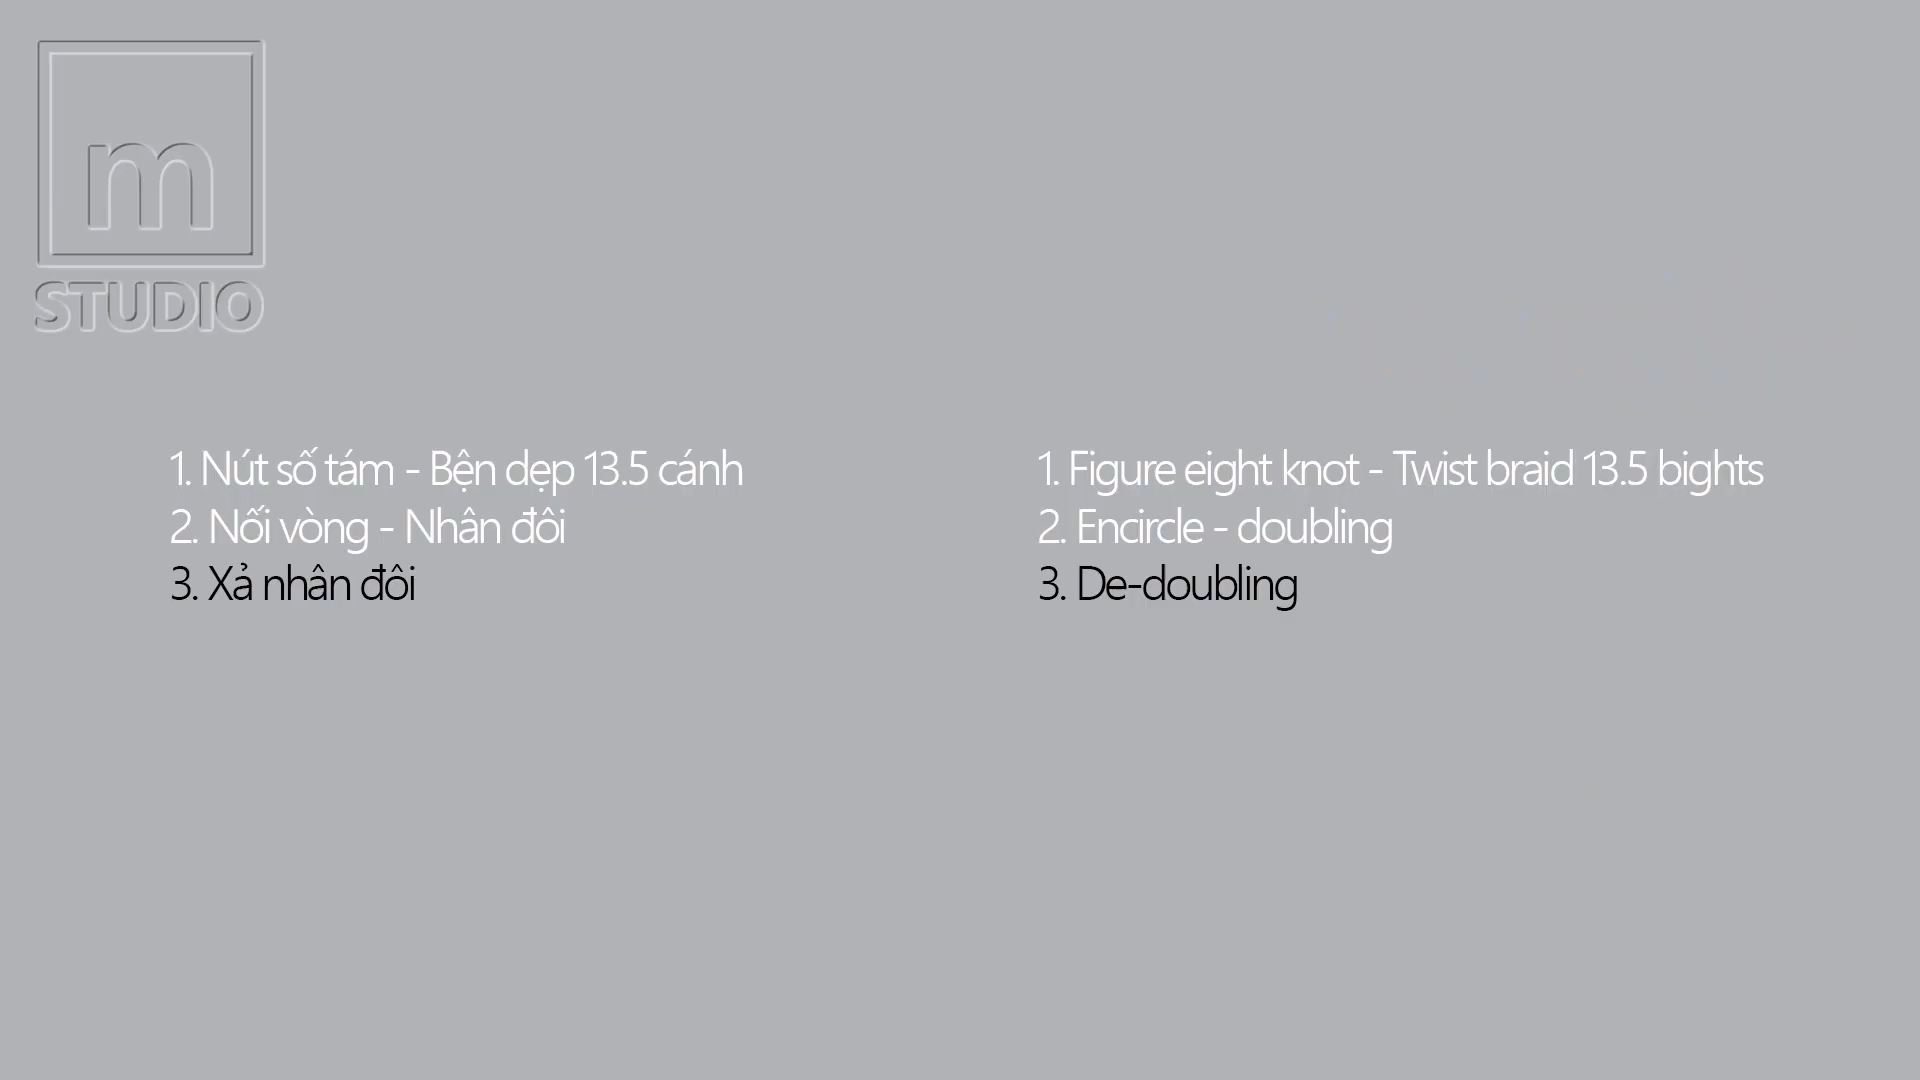 m
STUDIO
1. Nút số tám - Bện dẹp 13.5 cánh
2. Nối vòng - Nhân đôi
3. Xả nhân đôi
1. Figure eight knot - Twist braid 13.5 bights
2. Encircle - doubling
3. De-doubling